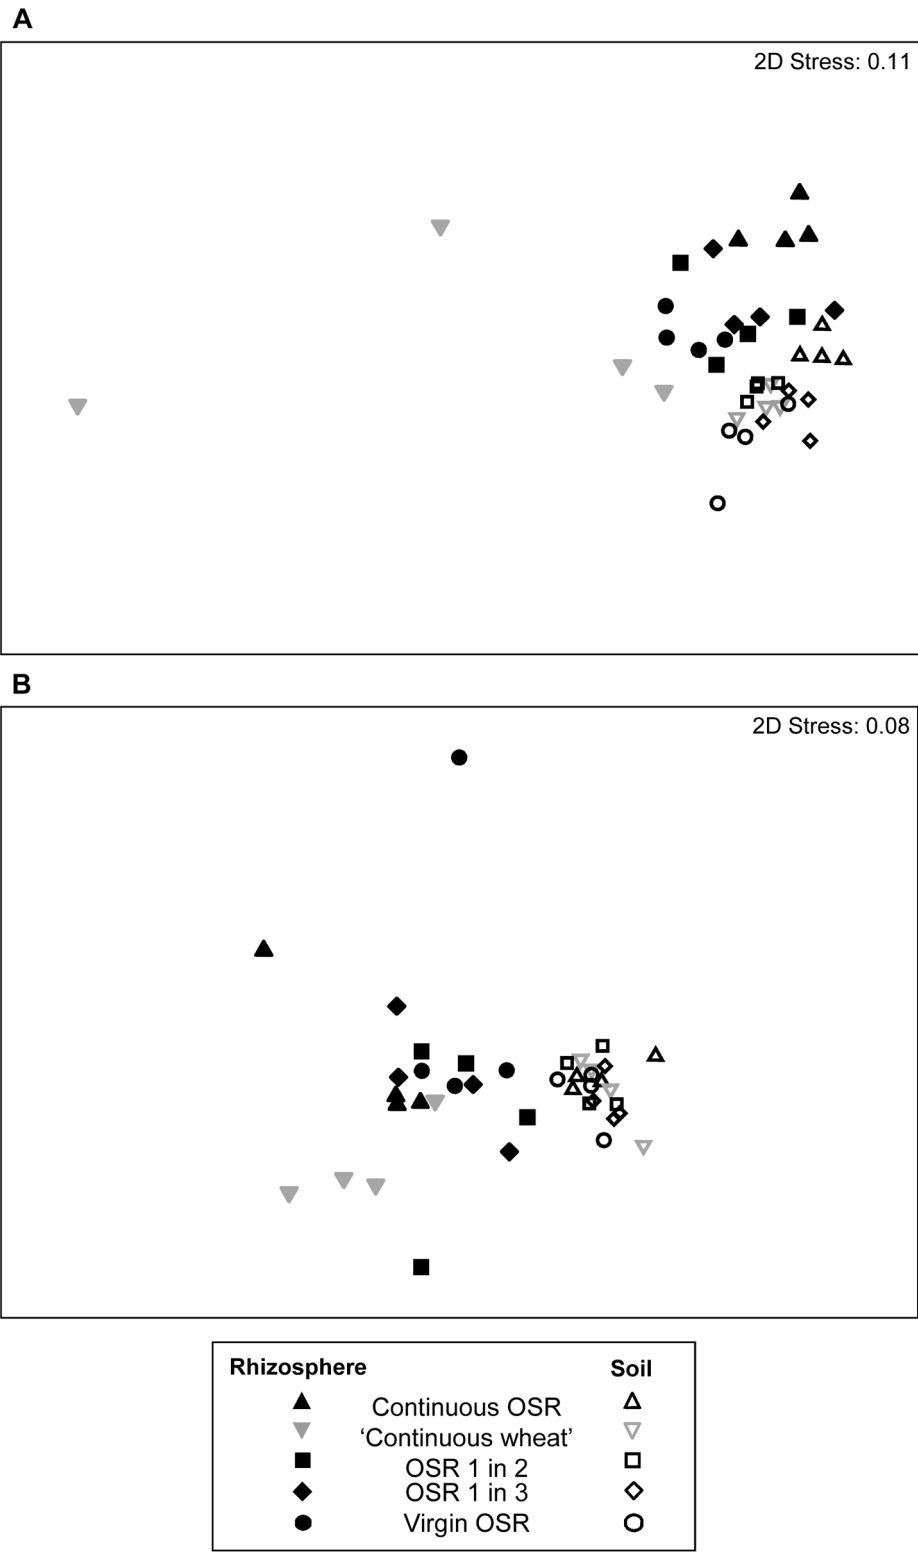 A
2D Stress: 0.11
B
2D Stress: 0.08
Rhizosphere Soil
Continuous OSR
‘Continuous wheat’
OSR 1 in 2
OSR 1 in 3
Virgin OSR